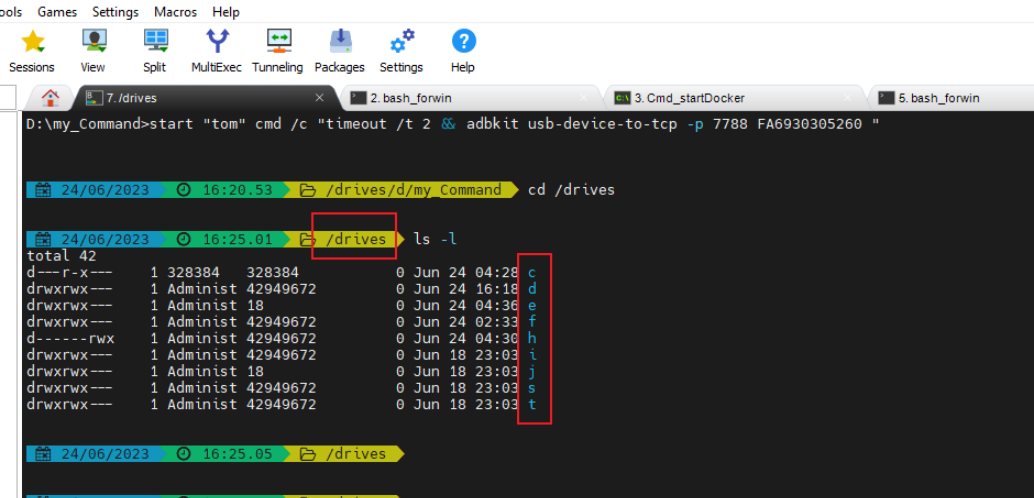 ools Games Settings Macros Help
Sessions View Split MultiExec Tunneling Packages Settings Help
7. /drives 2. bash_forwin 3. Cmd_startDocker 5. bash_forwin
D:\my_Command>start "tom" cmd /c "timeout /t 2 && adbkit usb-device-to-tcp -p 7788 FA6930305260 "
24/06/2023 16:20.53 /drives/d/my_Command cd /drives
24/06/2023 16:25.01 /drives ls -l
total 42
d---r-x--- 1 328384 328384 0 Jun 24 04:28 c
drwxrwx--- 1 Administ 42949672 0 Jun 24 16:18 d
drwxrwx--- 1 Administ 18 0 Jun 24 04:36 e
drwxrwx--- 1 Administ 42949672 0 Jun 24 02:33 f
d------rwx 1 Administ 42949672 0 Jun 24 04:30 h
drwxrwx--- 1 Administ 42949672 0 Jun 18 23:03 i
drwxrwx--- 1 Administ 18 0 Jun 18 23:03 j
drwxrwx--- 1 Administ 42949672 0 Jun 18 23:03 s
drwxrwx--- 1 Administ 42949672 0 Jun 18 23:03 t
24/06/2023 16:25.05 /drives